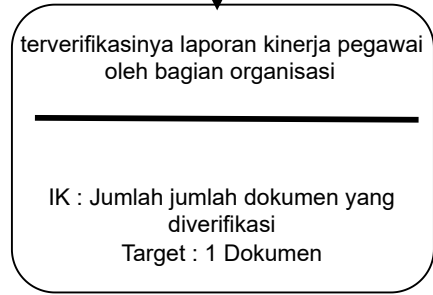 terverifikasinya laporan kinerja pegawai
oleh bagian organisasi
IK : Jumlah jumlah dokumen yang
diverifikasi
Target : 1 Dokumen